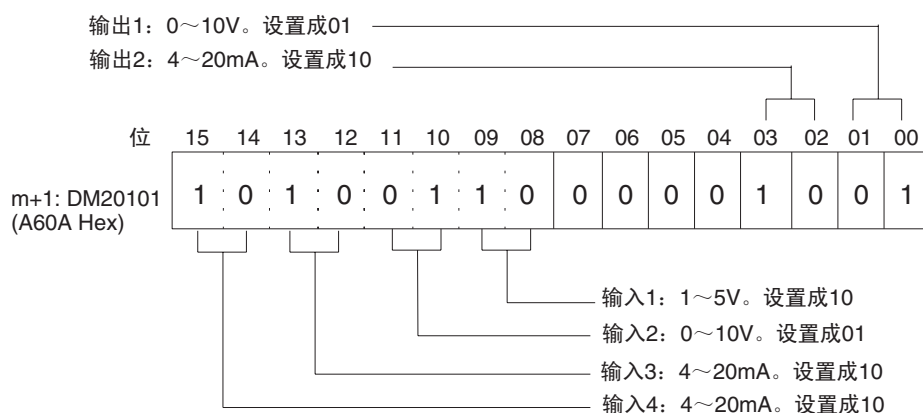 输出1：0～10V。设置成01
输出2：4～20mA。设置成10
位 15 14 13 12 11 10 09 08 07 06 05 04 03 02 01 00
m+1: DM20101
(A60A Hex)
1 0 1 0 0 1 1 0 0 0 0 0 1 0 0 1
输入1：1～5V。设置成10
输入2：0～10V。设置成01
输入3：4～20mA。设置成10
输入4：4～20mA。设置成10